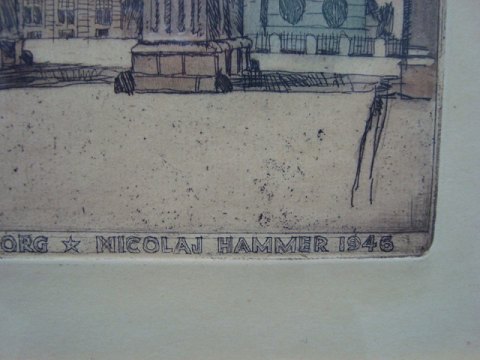 ORG ☆ NICOLAJ HAMMER 1946